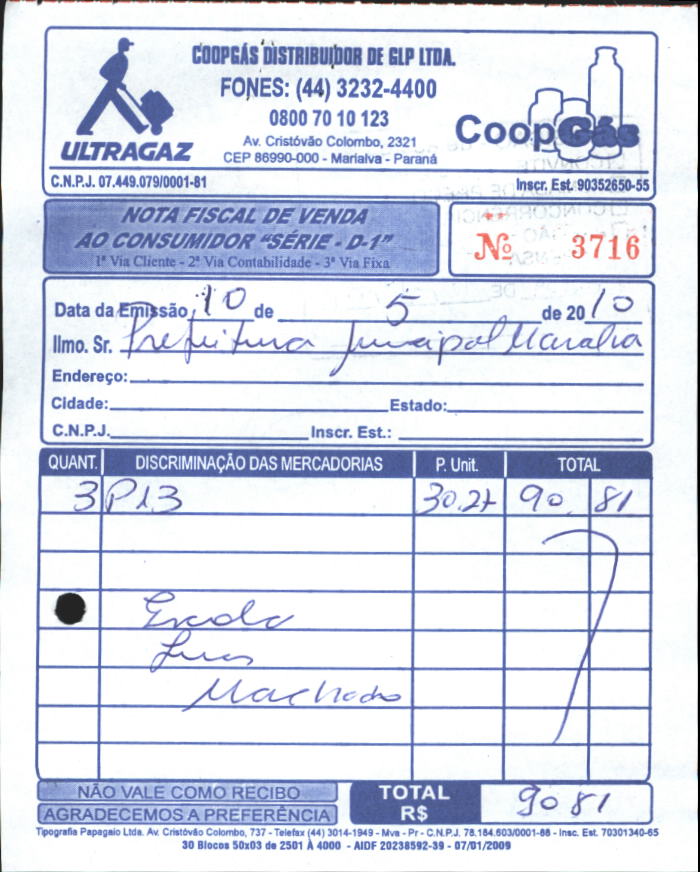 COOPGÁS DISTRIBUIDOR DE GLP LTDA.
FONES: (44) 3232-4400
0800 70 10 123
Av. Cristóvão Colombo, 2321
CEP 86990-000 - Marialva - Paraná
ULTRAGAZ
CoopGás
C.N.P.J. 07.449.079/0001-81
Inscr. Est. 90352650-55
NOTA FISCAL DE VENDA
AO CONSUMIDOR "SÉRIE - D-1"
1ª Via Cliente - 2ª Via Contabilidade - 3ª Via Fixa
Nº 3716
Data da Emissão, 10 de 5 de 2010
Ilmo. Sr. Prefeitura
Endereço:
Cidade: Estado:
C.N.P.J. Inscr. Est.:
QUANT. DISCRIMINAÇÃO DAS MERCADORIAS P. Unit. TOTAL
3 P13 30.27 90. 81
Escola
Luas
Machado
NÃO VALE COMO RECIBO
AGRADECEMOS A PREFERÊNCIA
TOTAL R$ 90 81
Tipografia Papagaio Ltda. Av. Cristóvão Colombo, 737 - Telefax (44) 3014-1949 - Mva - Pr - C.N.P.J. 78.184.603/0001-88 - Insc. Est. 70301340-65
30 Blocos 50x03 de 2501 À 4000 - AIDF 20238592-39 - 07/01/2009